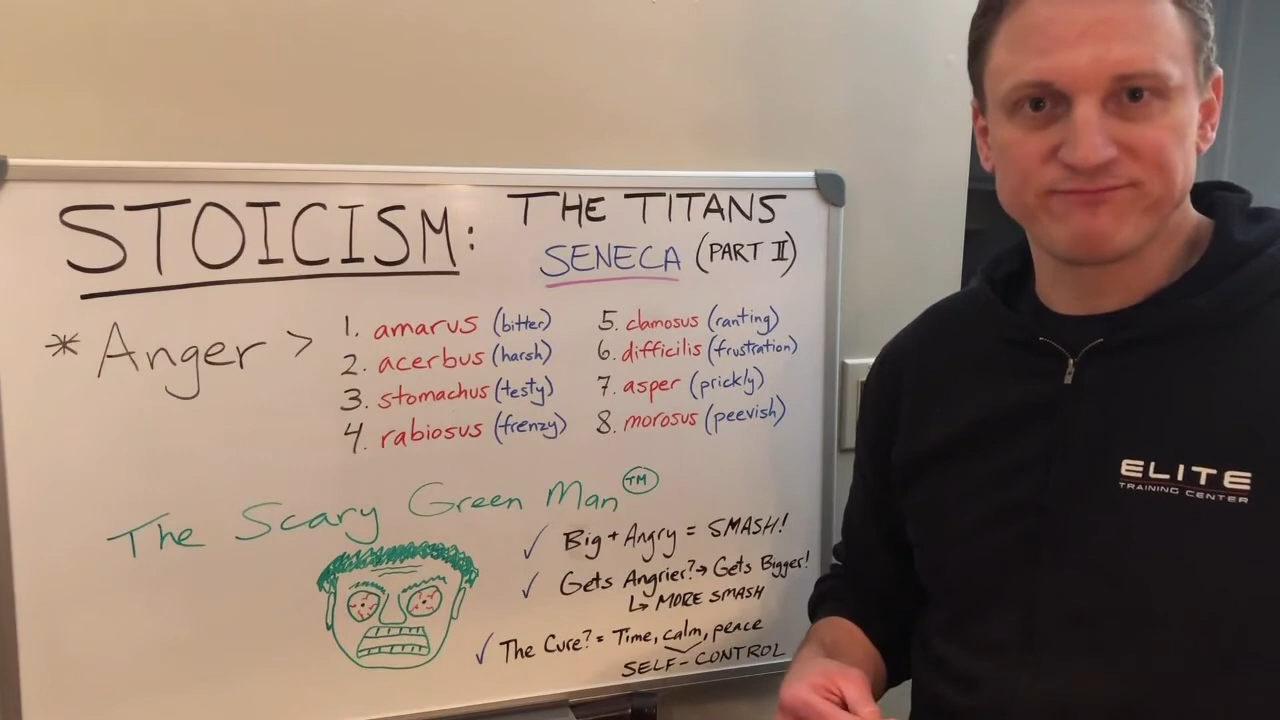 STOICISM: THE TITANS
SENECA (PART II)
* Anger >
1. amarus (bitter)
2. acerbus (harsh)
3. stomachus (testy)
4. rabiosus (frenzy)
5. clamosus (ranting)
6. difficilis (frustration)
7. asper (prickly)
8. morosus (peevish)
The Scary Green Man TM
✓ Big + Angry = SMASH!
✓ Gets Angrier? → Gets Bigger!
↳ MORE SMASH
✓ The Cure? = Time, calm, peace
SELF-CONTROL
ELITE
TRAINING CENTER